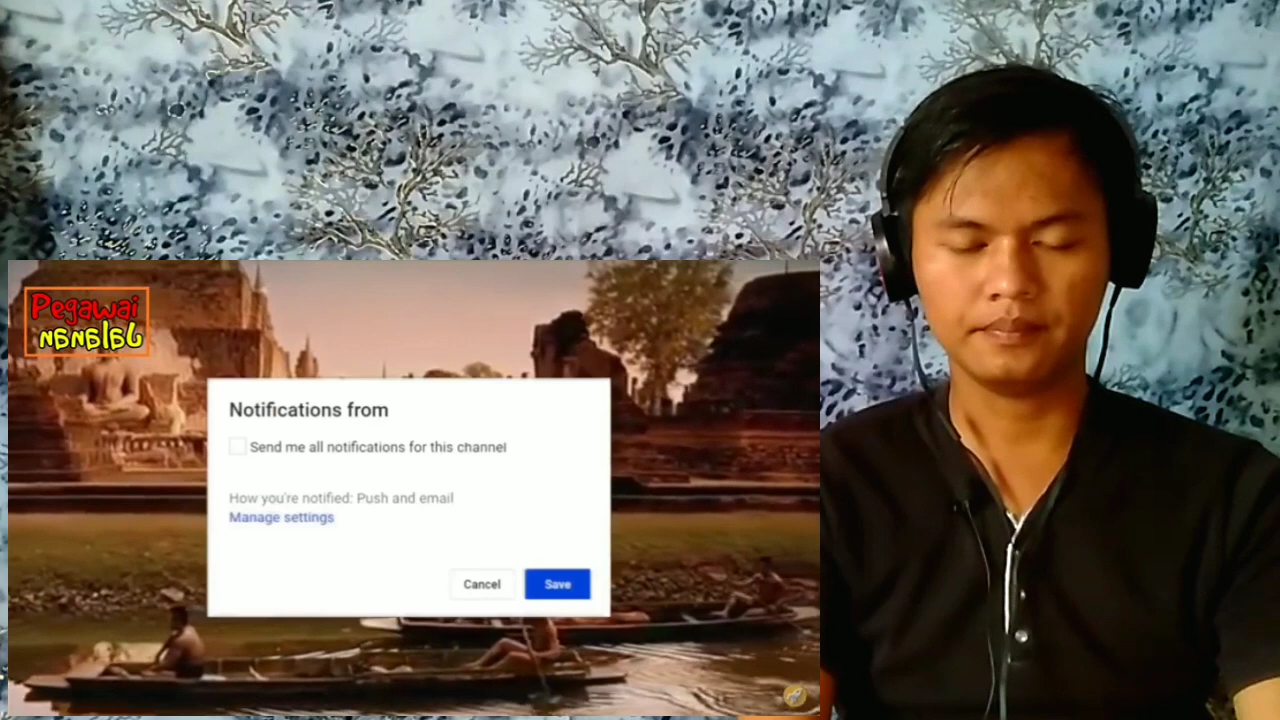 Pegawai
Jalanan
Notifications from
Send me all notifications for this channel
How you're notified: Push and email
Manage settings
Cancel
Save